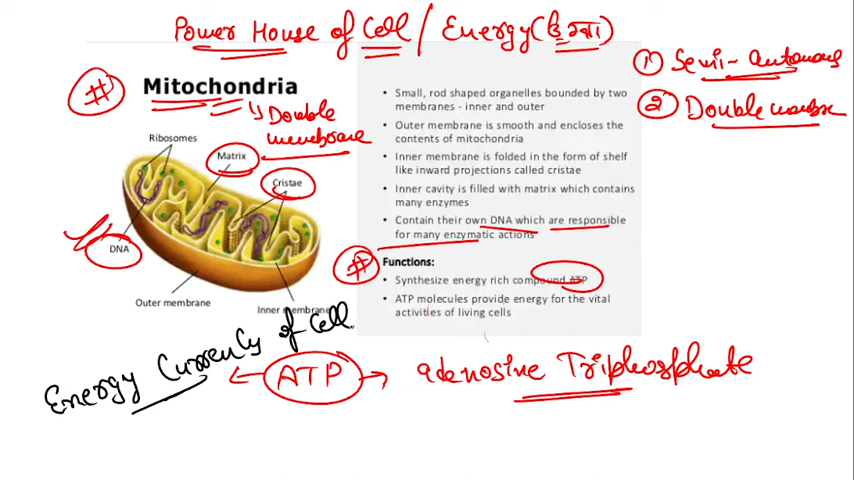 Power House of Cell / Energy (ऊर्जा)
① Semi-autonomous
② Double membrane
# Mitochondria
Double
membrane
Ribosomes
Matrix
Cristae
DNA
Outer membrane
Inner membrane
• Small, rod shaped organelles bounded by two
membranes - inner and outer
• Outer membrane is smooth and encloses the
contents of mitochondria
• Inner membrane is folded in the form of shelf
like inward projections called cristae
• Inner cavity is filled with matrix which contains
many enzymes
• Contain their own DNA which are responsible
for many enzymatic actions
# Functions:
• Synthesize energy rich compound ATP
• ATP molecules provide energy for the vital
activities of living cells
Energy Currency of Cell
← ATP → adenosine Triphosphate